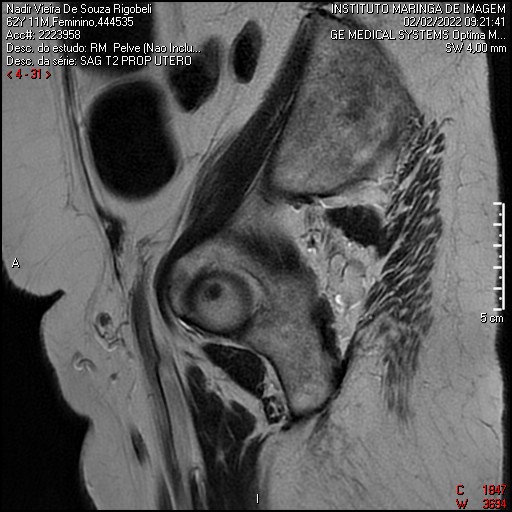 Nadir Vieira De Souza Rigobeli
62Y 11M,Feminino,444535
Acc#: 2223958
Desc. do estudo: RM  Pelve (Nao Inclu...
Desc. da série: SAG T2 PROP UTERO
< 4 - 31 >
INSTITUTO MARINGA DE IMAGEM
02/02/2022 09:21:41
GE MEDICAL SYSTEMS Optima M...
SW 4,00 mm
A
5 cm
I
C 1847
W 3694